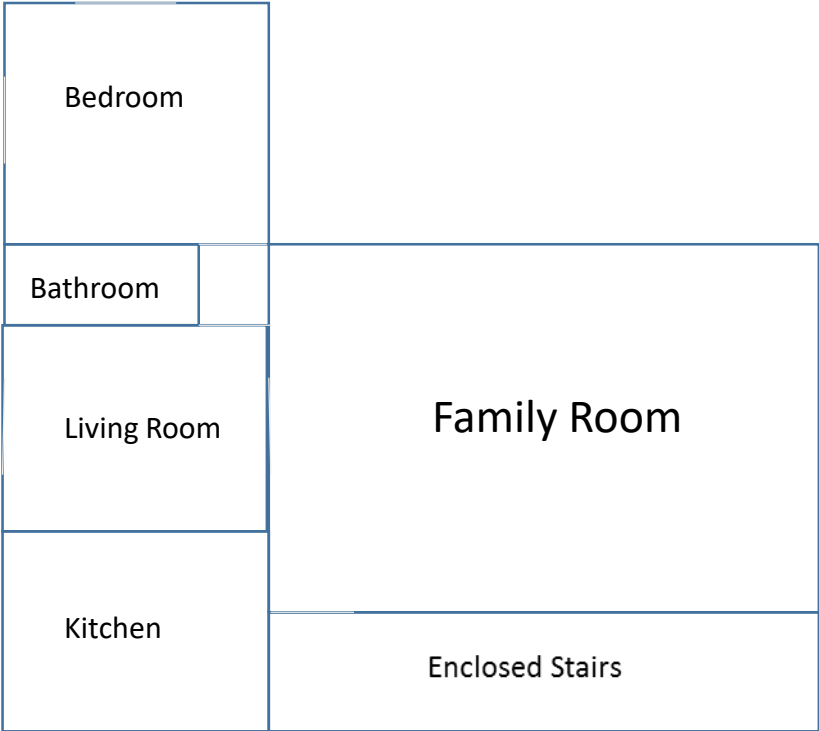 Bedroom
Bathroom
Living Room
Family Room
Kitchen
Enclosed Stairs